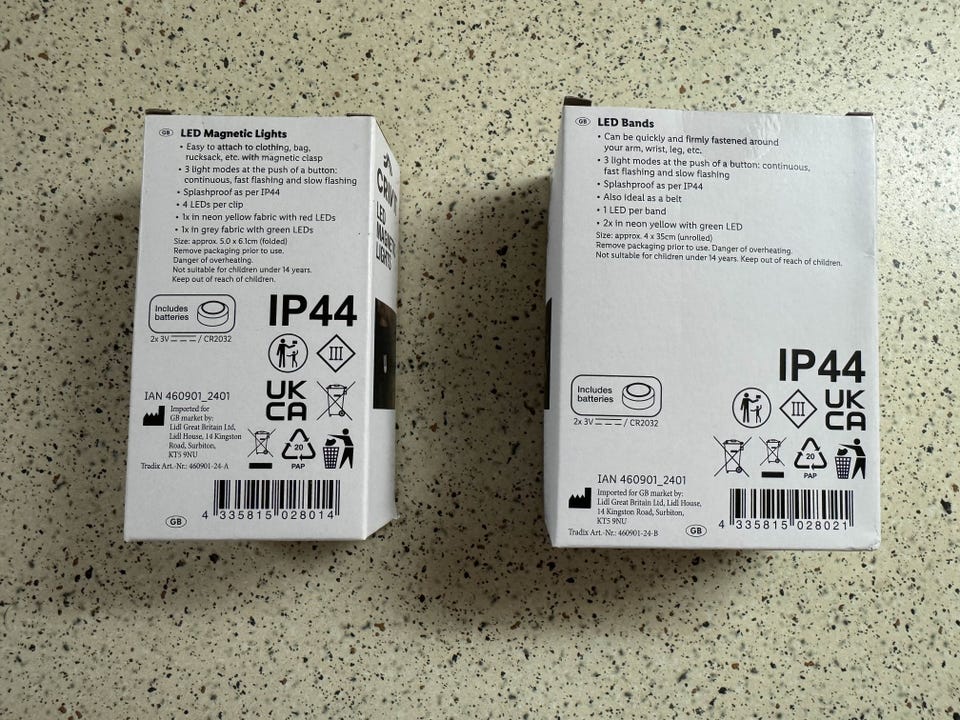 GB LED Magnetic Lights
• Easy to attach to clothing, bag,
rucksack, etc. with magnetic clasp
• 3 light modes at the push of a button:
continuous, fast flashing and slow flashing
• Splashproof as per IP44
• 4 LEDs per clip
• 1x in neon yellow fabric with red LEDs
• 1x in grey fabric with green LEDs
Size: approx. 5.0 x 6.1cm (folded)
Remove packaging prior to use.
Danger of overheating.
Not suitable for children under 14 years.
Keep out of reach of children.
Includes
batteries
2x 3V / CR2032
IP44
III
UK
CA
IAN 460901_2401
Imported for
GB market by:
Lidl Great Britain Ltd,
Lidl House, 14 Kingston
Road, Surbiton,
KT5 9NU
Tradix Art.-Nr.: 460901-24-A
20
PAP
GB
4 335815 028014
LED
MAGNETIC
LIGHTS
GB LED Bands
• Can be quickly and firmly fastened around
your arm, wrist, leg, etc.
• 3 light modes at the push of a button: continuous,
fast flashing and slow flashing
• Splashproof as per IP44
• Also ideal as a belt
• 1 LED per band
• 2x in neon yellow with green LED
Size: approx. 4 x 35cm (unrolled)
Remove packaging prior to use. Danger of overheating.
Not suitable for children under 14 years. Keep out of reach of children.
Includes
batteries
2x 3V / CR2032
IP44
III
UK
CA
20
PAP
IAN 460901_2401
Imported for GB market by:
Lidl Great Britain Ltd, Lidl House,
14 Kingston Road, Surbiton,
KT5 9NU
Tradix Art.-Nr.: 460901-24-B
GB
4 335815 028021